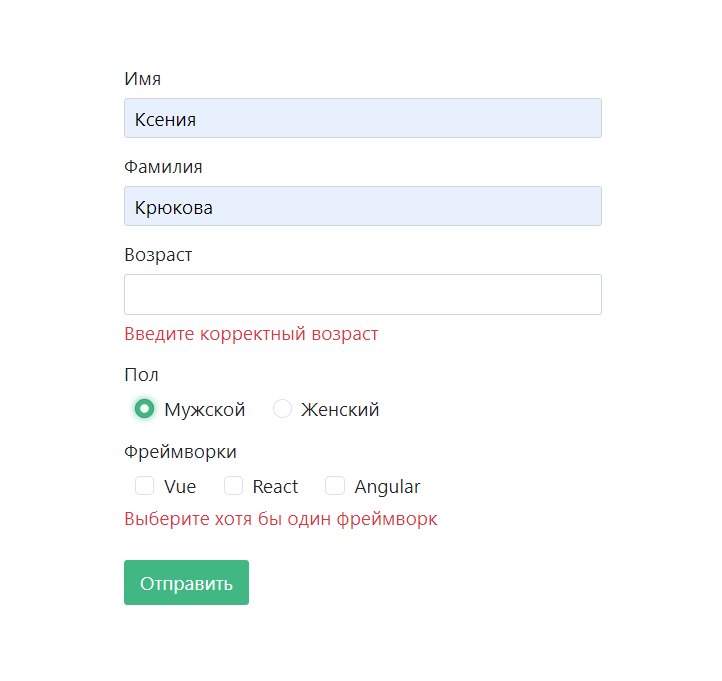 Имя
Ксения
Фамилия
Крюкова
Возраст
Введите корректный возраст
Пол
Мужской Женский
Фреймворки
Vue React Angular
Выберите хотя бы один фреймворк
Отправить